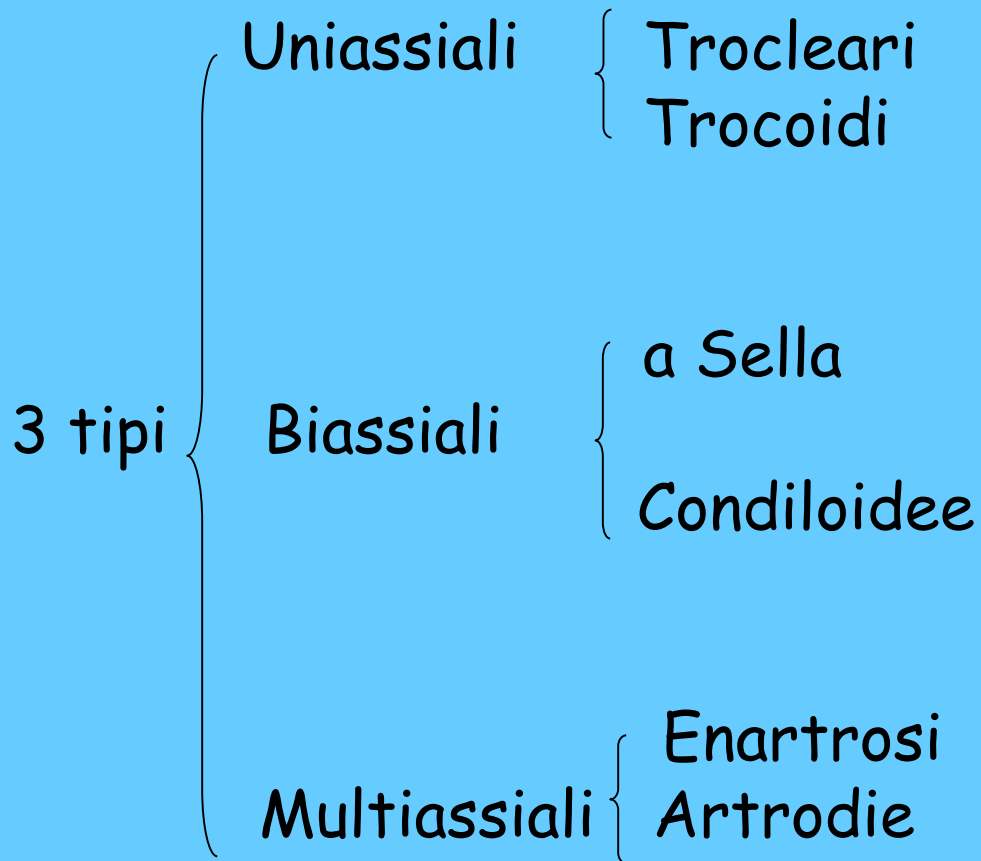 3 tipi
Uniassiali
Trocleari
Trocoidi
Biassiali
a Sella
Condiloidee
Multiassiali
Enartrosi
Artrodie